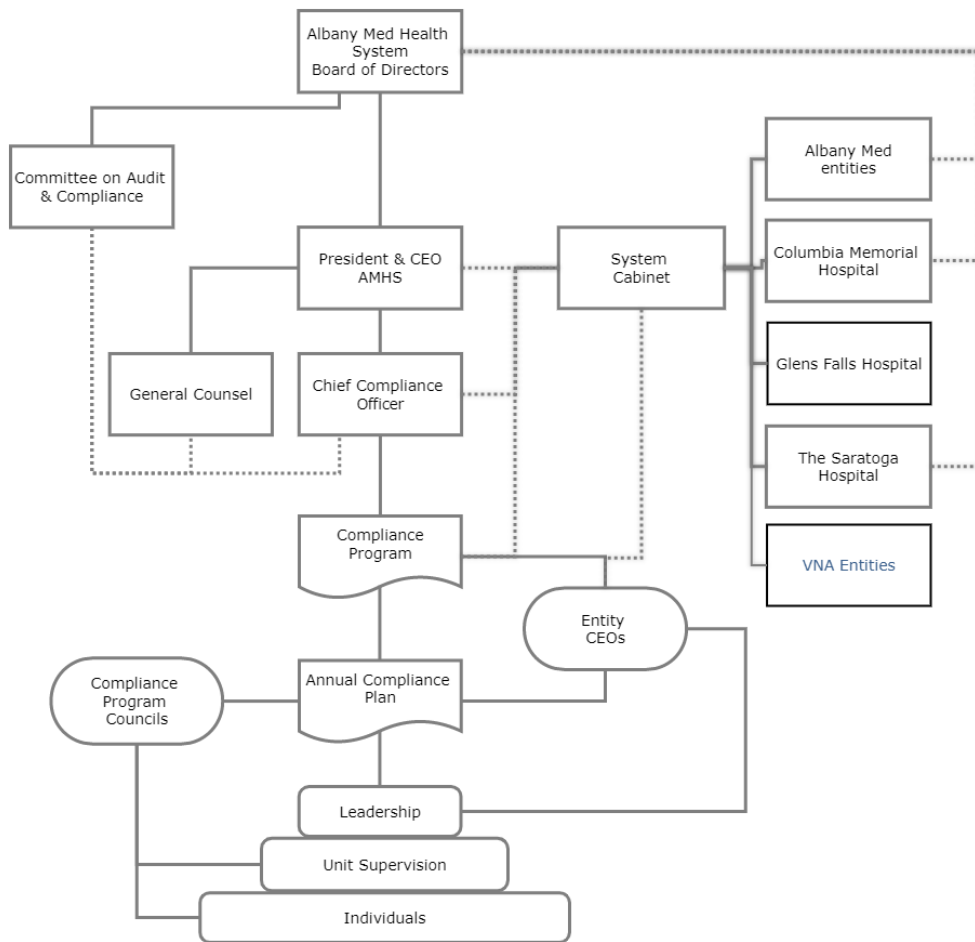 Albany Med Health
System
Board of Directors
Albany Med
entities
Committee on Audit
& Compliance
President & CEO
AMHS
System
Cabinet
Columbia Memorial
Hospital
General Counsel
Chief Compliance
Officer
Glens Falls Hospital
The Saratoga
Hospital
Compliance
Program
VNA Entities
Entity
CEOs
Compliance
Program
Councils
Annual Compliance
Plan
Leadership
Unit Supervision
Individuals